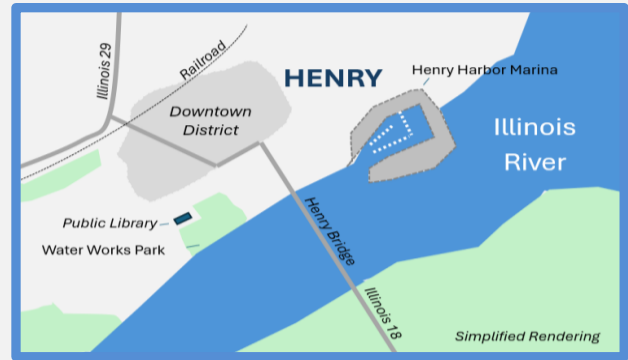 Illinois 29
Railroad
HENRY
Henry Harbor Marina
Downtown
District
Illinois
River
Public Library
Water Works Park
Henry Bridge
Illinois 18
Simplified Rendering